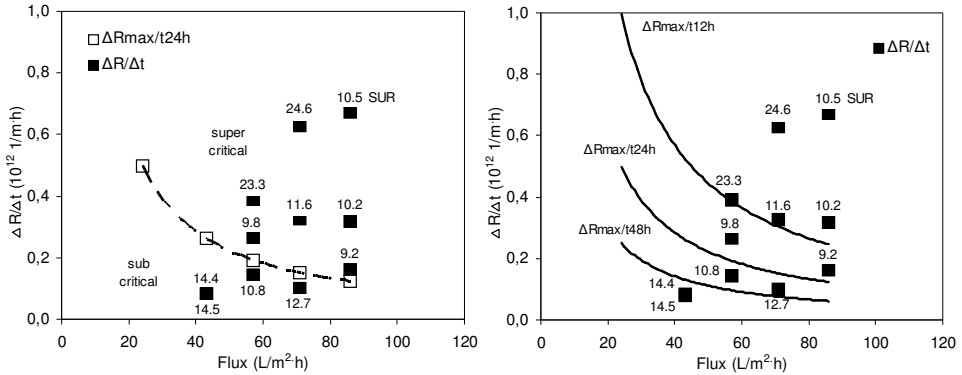 1,0
0,8
0,6
0,4
0,2
0,0
ΔR/Δt (10^12 1/m·h)
ΔRmax/t24h
ΔR/Δt
10.5 SUR
24.6
super
critical
23.3
11.6
10.2
9.8
9.2
sub
critical
14.4
14.5
10.8
12.7
0 20 40 60 80 100 120
Flux (L/m²·h)
1,0
0,8
0,6
0,4
0,2
0,0
ΔR/Δt (10^12 1/m·h)
ΔRmax/t12h
ΔR/Δt
10.5 SUR
24.6
ΔRmax/t24h
23.3
11.6
10.2
9.8
ΔRmax/t48h
9.2
10.8
14.4
14.5
12.7
0 20 40 60 80 100 120
Flux (L/m²·h)